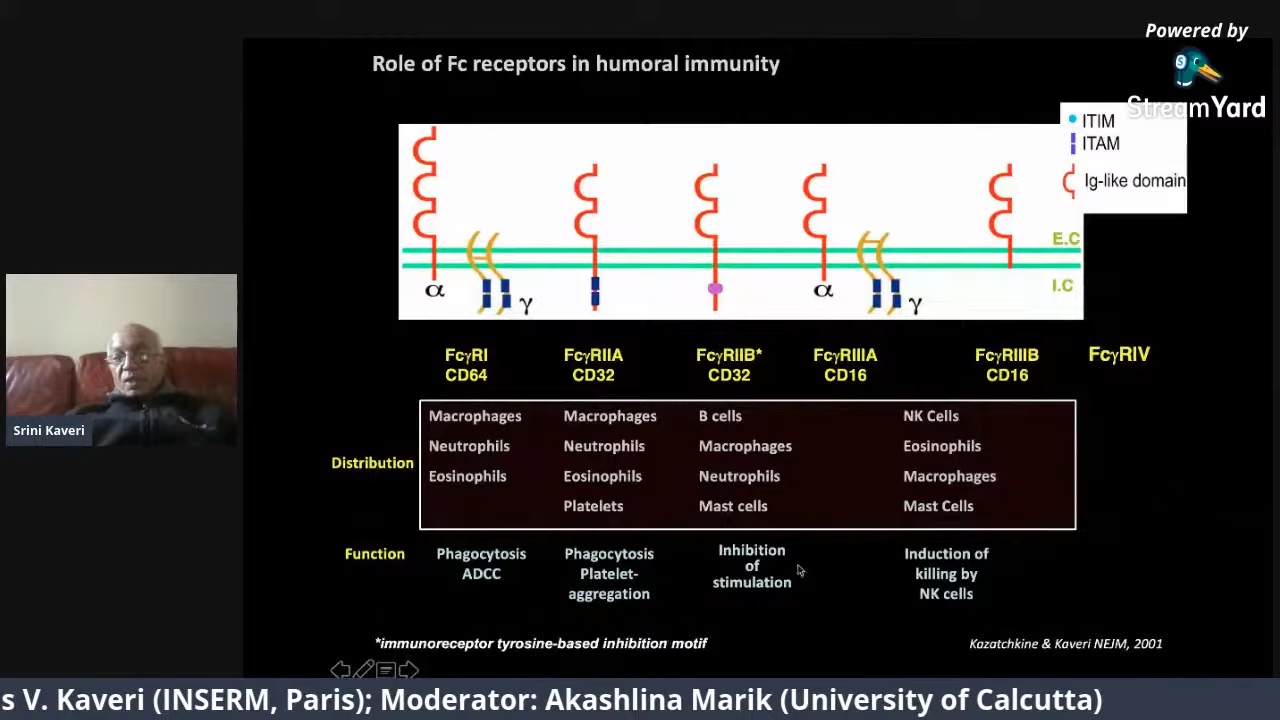 Powered by
StreamYard
Role of Fc receptors in humoral immunity
ITIM
ITAM
Ig-like domain
E.C
I.C
α
γ
α
γ
FcγRI
CD64
FcγRIIA
CD32
FcγRIIB*
CD32
FcγRIIIA
CD16
FcγRIIIB
CD16
FcγRIV
Distribution
Macrophages
Neutrophils
Eosinophils
Macrophages
Neutrophils
Eosinophils
Platelets
B cells
Macrophages
Neutrophils
Mast cells
NK Cells
Eosinophils
Macrophages
Mast Cells
Function
Phagocytosis
ADCC
Phagocytosis
Platelet-
aggregation
Inhibition
of
stimulation
Induction of
killing by
NK cells
*immunoreceptor tyrosine-based inhibition motif
Kazatchkine & Kaveri NEJM, 2001
Srini Kaveri
s V. Kaveri (INSERM, Paris); Moderator: Akashlina Marik (University of Calcutta)